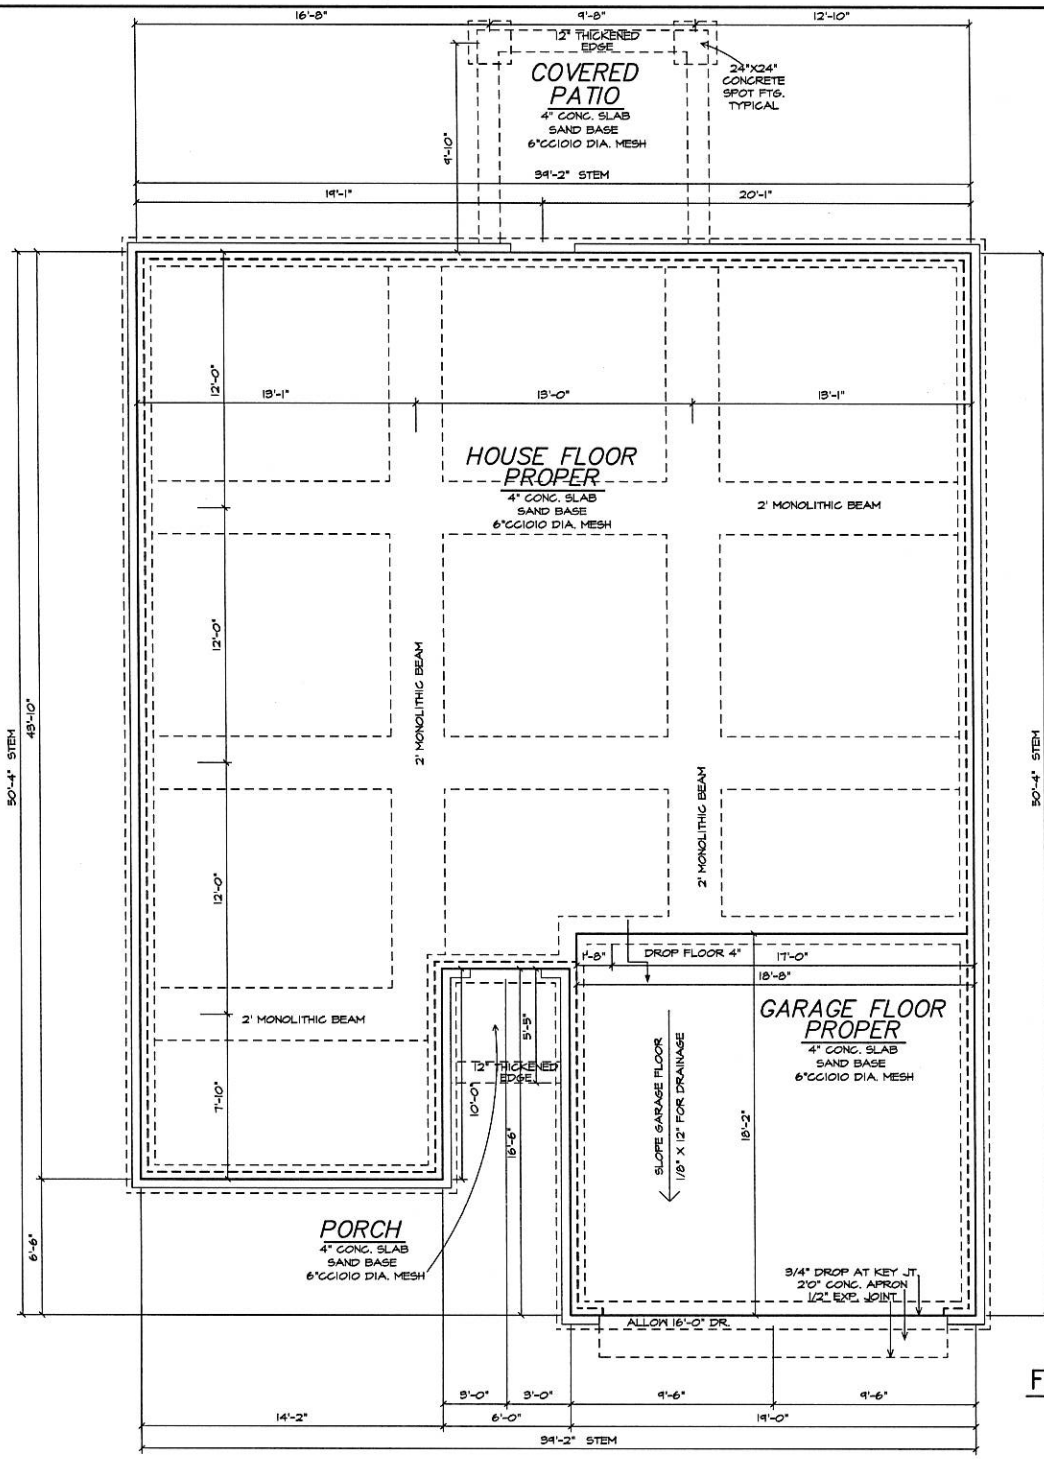 16'-8"
9'-8"
12'-10"
12" THICKENED
EDGE
COVERED
PATIO
4" CONC. SLAB
SAND BASE
6"CC1010 DIA. MESH
24"X24"
CONCRETE
SPOT FTG.
TYPICAL
9'-10"
39'-2" STEM
19'-1"
20'-1"
12'-0"
13'-1"
13'-0"
13'-1"
HOUSE FLOOR
PROPER
4" CONC. SLAB
SAND BASE
6"CC1010 DIA. MESH
2' MONOLITHIC BEAM
12'-0"
2' MONOLITHIC BEAM
50'-4" STEM
43'-10"
50'-4" STEM
2' MONOLITHIC BEAM
12'-0"
DROP FLOOR 4"
1'-8"
17'-0"
18'-8"
GARAGE FLOOR
PROPER
4" CONC. SLAB
SAND BASE
6"CC1010 DIA. MESH
2' MONOLITHIC BEAM
5'-5"
12" THICKENED
EDGE
7'-10"
10'-0"
16'-6"
SLOPE GARAGE FLOOR
1/8" X 12" FOR DRAINAGE
18'-2"
PORCH
4" CONC. SLAB
SAND BASE
6"CC1010 DIA. MESH
6'-6"
3/4" DROP AT KEY JT.
2'0" CONC. APRON
1/2" EXP. JOINT
ALLOW 16'-0" DR.
F
3'-0"
3'-0"
9'-6"
9'-6"
14'-2"
6'-0"
19'-0"
39'-2" STEM